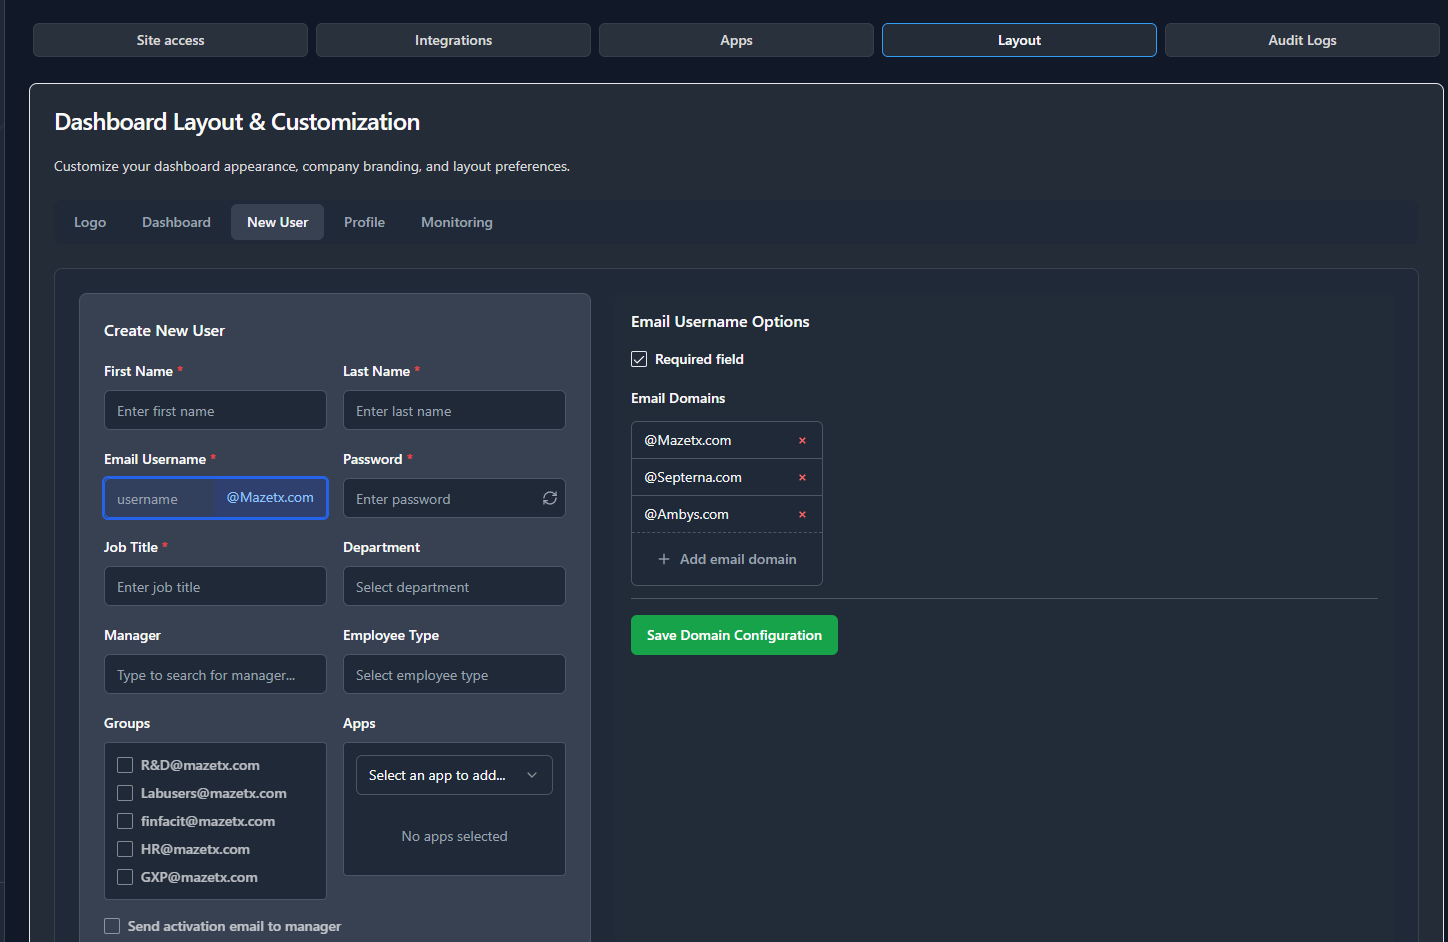 Site access
Integrations
Apps
Layout
Audit Logs
Dashboard Layout & Customization
Customize your dashboard appearance, company branding, and layout preferences.
Logo
Dashboard
New User
Profile
Monitoring
Create New User
First Name *
Last Name *
Enter first name
Enter last name
Email Username *
Password *
username
@Mazetx.com
Enter password
Job Title *
Department
Enter job title
Select department
Manager
Employee Type
Type to search for manager...
Select employee type
Groups
Apps
R&D@mazetx.com
Labusers@mazetx.com
finfacit@mazetx.com
HR@mazetx.com
GXP@mazetx.com
Select an app to add...
No apps selected
Send activation email to manager
Email Username Options
Required field
Email Domains
@Mazetx.com ×
@Septerna.com ×
@Ambys.com ×
+ Add email domain
Save Domain Configuration